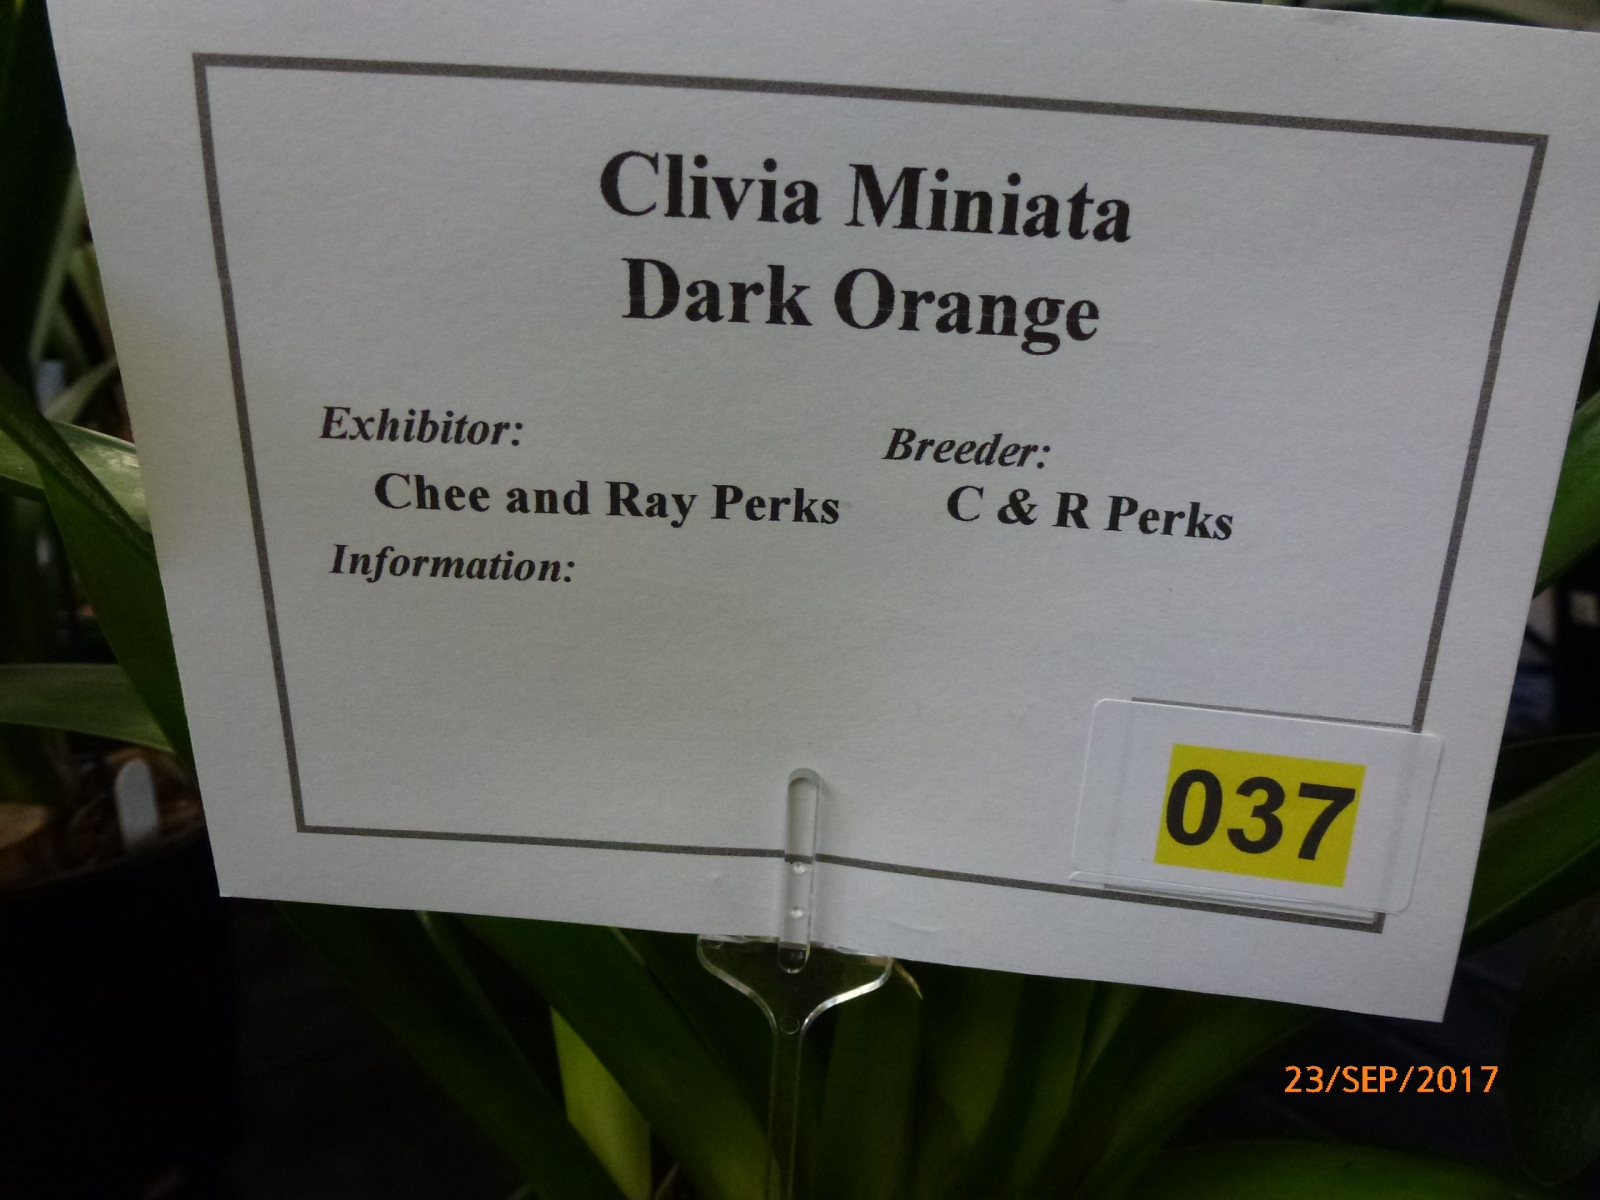 Clivia Miniata
Dark Orange
Exhibitor: Breeder:
Chee and Ray Perks C & R Perks
Information:
037
23/SEP/2017